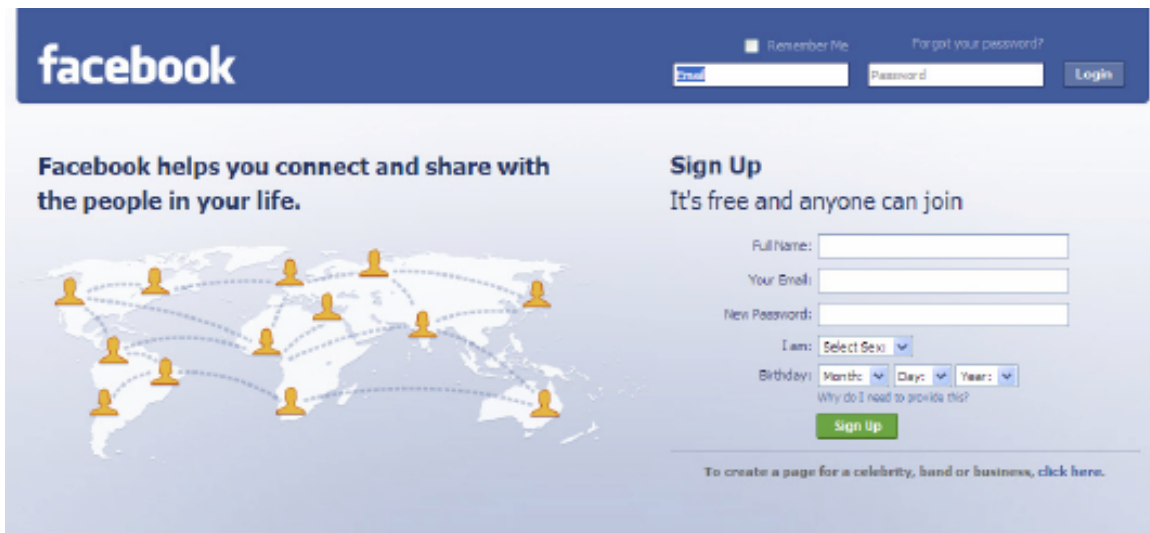 facebook
Remember Me
Forgot your password?
Email
Password
Login
Facebook helps you connect and share with
the people in your life.
Sign Up
It's free and anyone can join
Full Name:
Your Email:
New Password:
I am: Select Sex:
Birthday: Month: Day: Year:
Why do I need to provide this?
Sign Up
To create a page for a celebrity, band or business, click here.